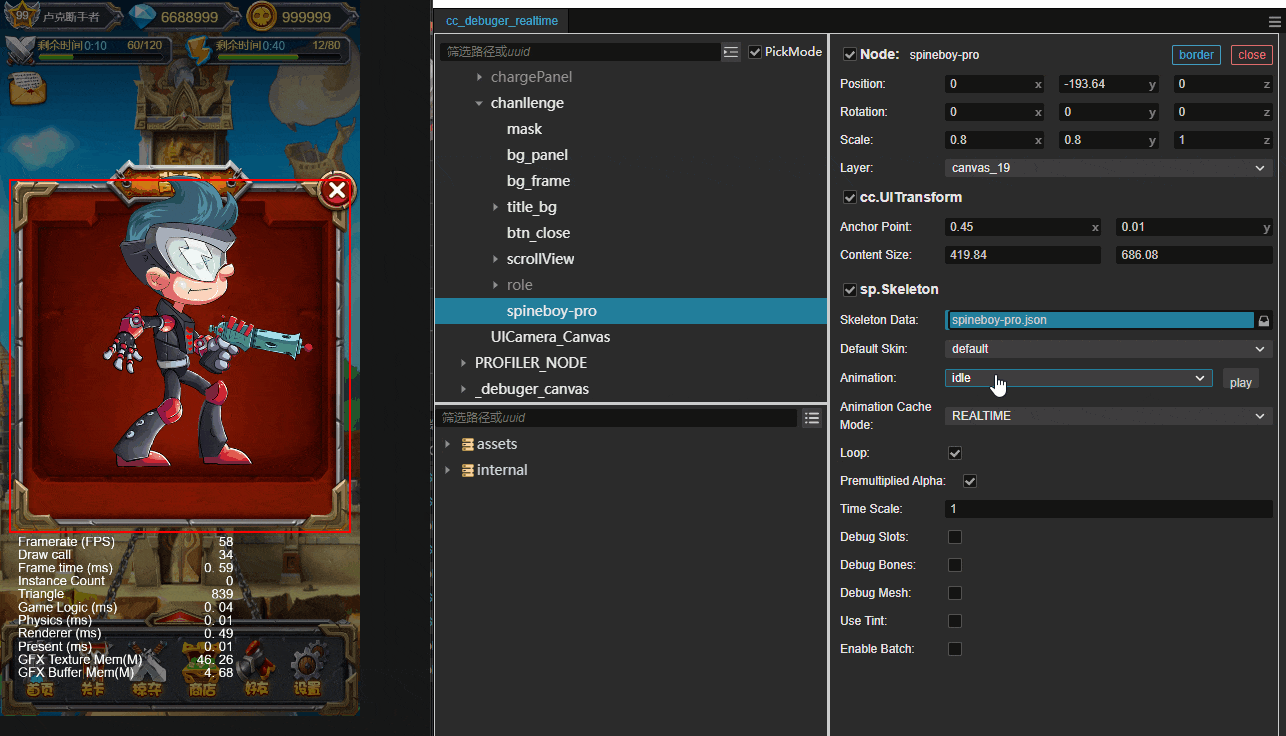 99
卢克断手者
6688999
999999
剩余时间0:10
60/120
剩余时间0:40
12/80
Framerate (FPS) 58
Draw call 34
Frame time (ms) 0. 59
Instance Count 0
Triangle 839
Game Logic (ms) 0. 04
Physics (ms) 0. 01
Renderer (ms) 0. 49
Present (ms) 0. 01
GFX Texture Mem(M) 46. 26
GFX Buffer Mem(M) 4. 68
首页
关卡
掠夺
商店
好友
设置
cc_debuger_realtime
筛选路径或uuid
PickMode
chargePanel
chanllenge
mask
bg_panel
bg_frame
title_bg
btn_close
scrollView
role
spineboy-pro
UICamera_Canvas
PROFILER_NODE
_debuger_canvas
筛选路径或uuid
assets
internal
Node: spineboy-pro
border
close
Position: 0 x -193.64 y 0 z
Rotation: 0 x 0 y 0 z
Scale: 0.8 x 0.8 y 1 z
Layer: canvas_19
cc.UITransform
Anchor Point: 0.45 x 0.01 y
Content Size: 419.84 686.08
sp.Skeleton
Skeleton Data: spineboy-pro.json
Default Skin: default
Animation: idle play
Animation Cache
Mode: REALTIME
Loop:
Premultiplied Alpha:
Time Scale: 1
Debug Slots:
Debug Bones:
Debug Mesh:
Use Tint:
Enable Batch: